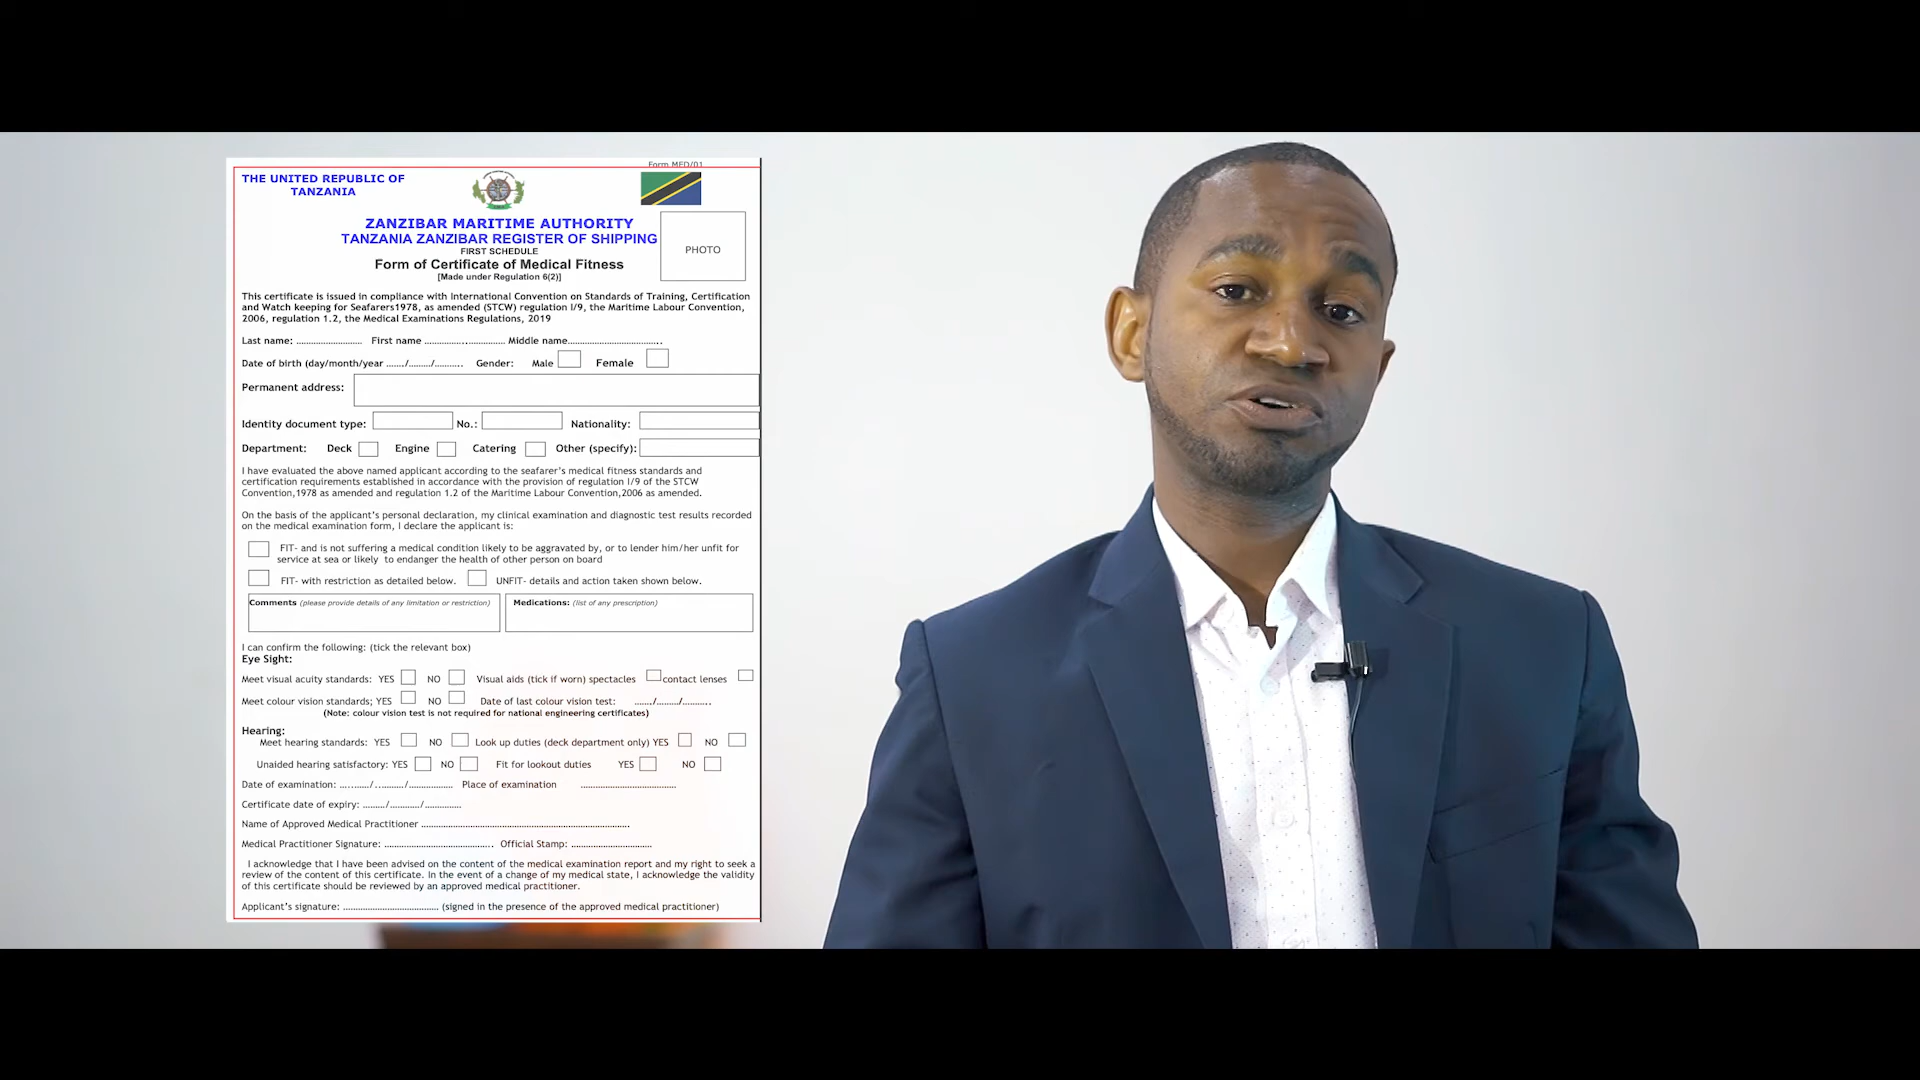 Form MED/01
THE UNITED REPUBLIC OF
TANZANIA
ZANZIBAR MARITIME AUTHORITY
TANZANIA ZANZIBAR REGISTER OF SHIPPING
FIRST SCHEDULE
Form of Certificate of Medical Fitness
[Made under Regulation 6(2)]
PHOTO
This certificate is issued in compliance with International Convention on Standards of Training, Certification
and Watch keeping for Seafarers1978, as amended (STCW) regulation I/9, the Maritime Labour Convention,
2006, regulation 1.2, the Medical Examinations Regulations, 2019
Last name: ........................ First name ............................. Middle name...................................
Date of birth (day/month/year ......./......../.......... Gender: Male Female
Permanent address:
Identity document type: No.: Nationality:
Department: Deck Engine Catering Other (specify):
I have evaluated the above named applicant according to the seafarer's medical fitness standards and
certification requirements established in accordance with the provision of regulation I/9 of the STCW
Convention,1978 as amended and regulation 1.2 of the Maritime Labour Convention,2006 as amended.
On the basis of the applicant's personal declaration, my clinical examination and diagnostic test results recorded
on the medical examination form, I declare the applicant is:
FIT- and is not suffering a medical condition likely to be aggravated by, or to lender him/her unfit for
service at sea or likely to endanger the health of other person on board
FIT- with restriction as detailed below. UNFIT- details and action taken shown below.
Comments (please provide details of any limitation or restriction) Medications: (list of any prescription)
I can confirm the following: (tick the relevant box)
Eye Sight:
Meet visual acuity standards: YES NO Visual aids (tick if worn) spectacles contact lenses
Meet colour vision standards; YES NO Date of last colour vision test: ......./......../..........
(Note: colour vision test is not required for national engineering certificates)
Hearing:
Meet hearing standards: YES NO Look up duties (deck department only) YES NO
Unaided hearing satisfactory: YES NO Fit for lookout duties YES NO
Date of examination: ........../........../................ Place of examination ...................................
Certificate date of expiry: ......../.........../.............
Name of Approved Medical Practitioner ............................................................................
Medical Practitioner Signature: ........................................ Official Stamp: .............................
I acknowledge that I have been advised on the content of the medical examination report and my right to seek a
review of the content of this certificate. In the event of a change of my medical state, I acknowledge the validity
of this certificate should be reviewed by an approved medical practitioner.
Applicant's signature: ................................... (signed in the presence of the approved medical practitioner)